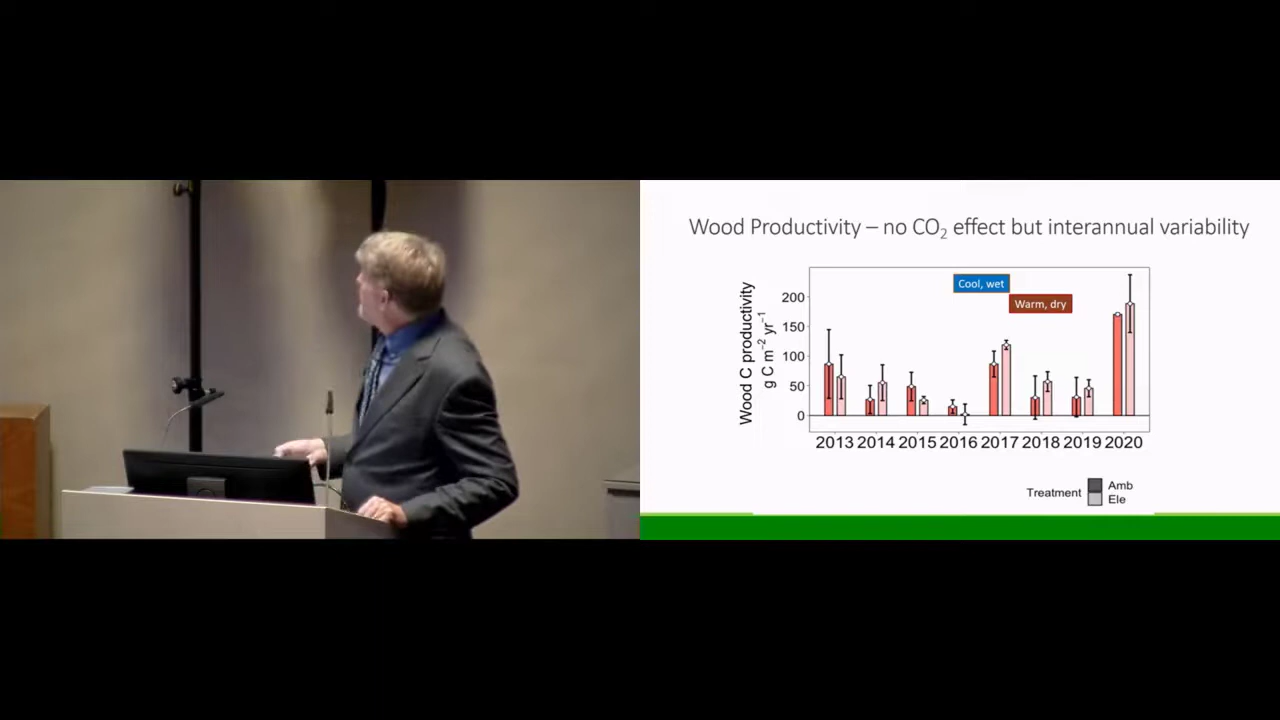 Wood Productivity – no CO₂ effect but interannual variability
Cool, wet
Warm, dry
Wood C productivity
g C m⁻² yr⁻¹
200
150
100
50
0
2013 2014 2015 2016 2017 2018 2019 2020
Treatment
Amb
Ele